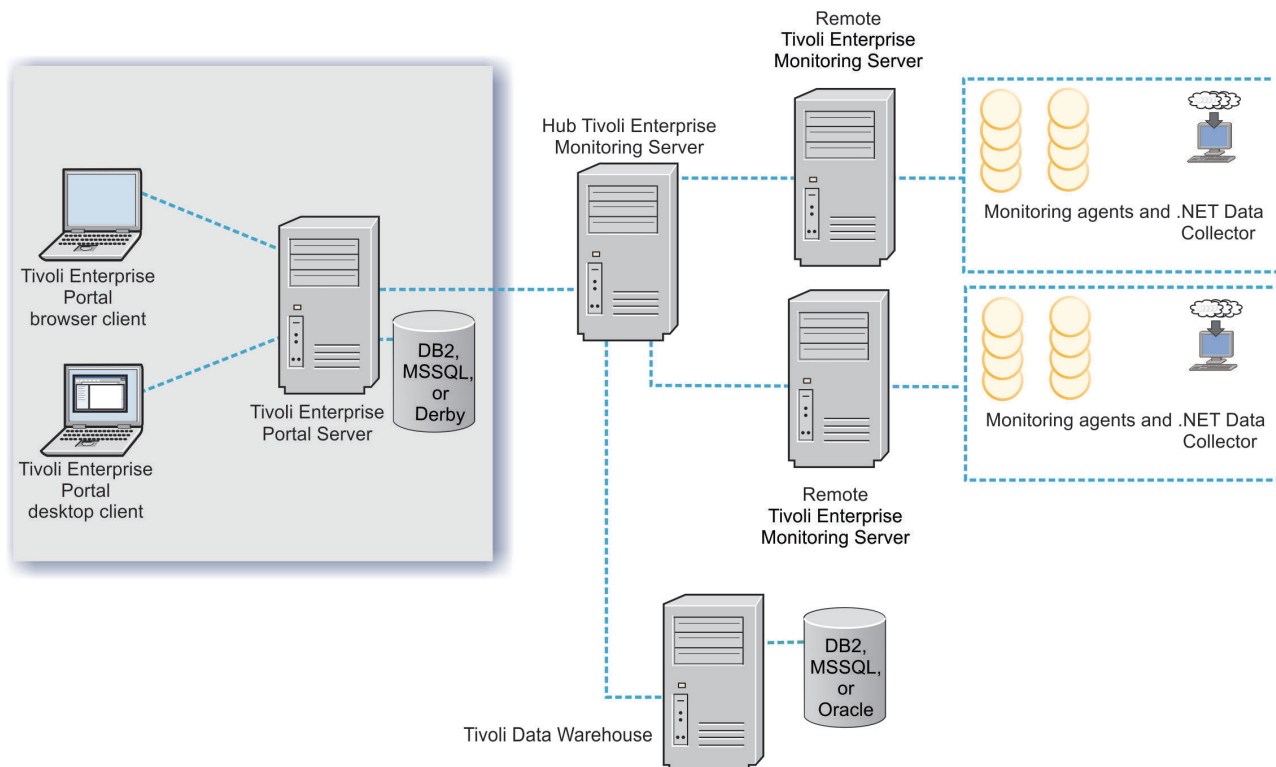 Remote
Tivoli Enterprise
Monitoring Server
Hub Tivoli Enterprise
Monitoring Server
Monitoring agents and .NET Data
Collector
Tivoli Enterprise
Portal
browser client
DB2,
MSSQL,
or
Derby
Tivoli Enterprise
Portal Server
Monitoring agents and .NET Data
Collector
Tivoli Enterprise
Portal
desktop client
Remote
Tivoli Enterprise
Monitoring Server
DB2,
MSSQL,
or
Oracle
Tivoli Data Warehouse